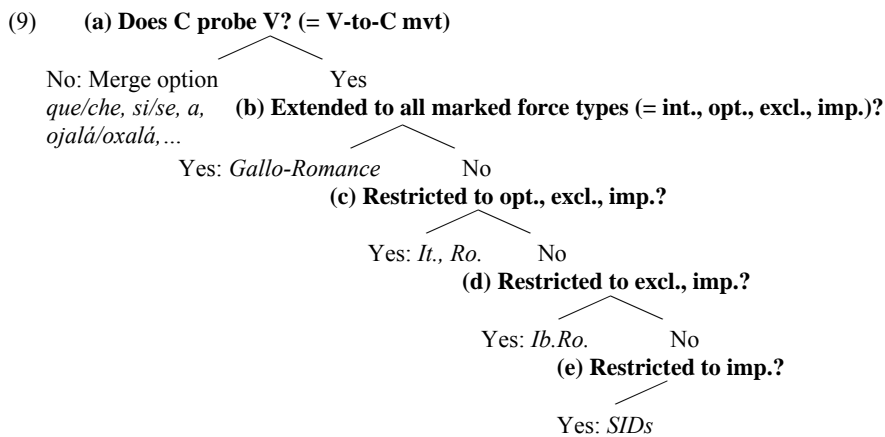 (9) (a) Does C probe V? (= V-to-C mvt)
No: Merge option Yes
que/che, si/se, a, (b) Extended to all marked force types (= int., opt., excl., imp.)?
ojalá/oxalá,…
Yes: Gallo-Romance No
(c) Restricted to opt., excl., imp.?
Yes: It., Ro. No
(d) Restricted to excl., imp.?
Yes: Ib.Ro. No
(e) Restricted to imp.?
Yes: SIDs